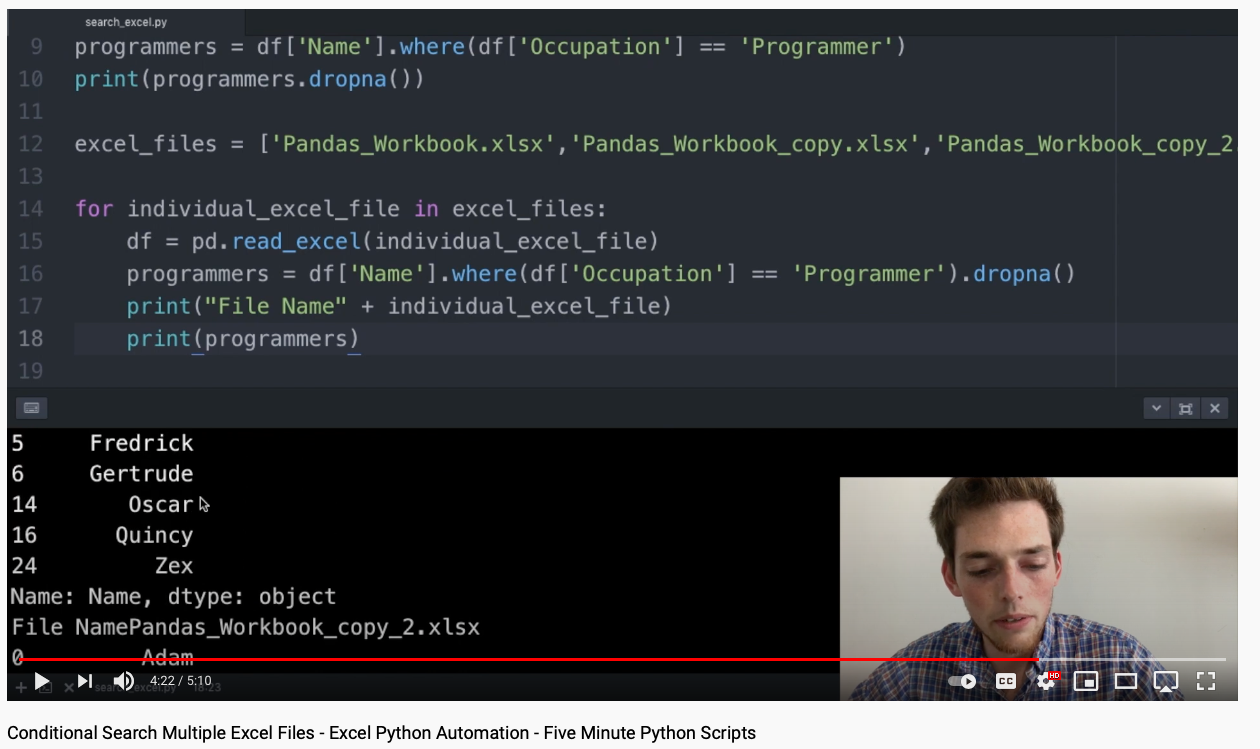 search_excel.py
9 programmers = df['Name'].where(df['Occupation'] == 'Programmer')
10 print(programmers.dropna())
11
12 excel_files = ['Pandas_Workbook.xlsx','Pandas_Workbook_copy.xlsx','Pandas_Workbook_copy_2.
13
14 for individual_excel_file in excel_files:
15 df = pd.read_excel(individual_excel_file)
16 programmers = df['Name'].where(df['Occupation'] == 'Programmer').dropna()
17 print("File Name" + individual_excel_file)
18 print(programmers)
19
5 Fredrick
6 Gertrude
14 Oscar
16 Quincy
24 Zex
Name: Name, dtype: object
File NamePandas_Workbook_copy_2.xlsx
0 Adam
search_excel.py 18:23
4:22 / 5:10
CC
HD
Conditional Search Multiple Excel Files - Excel Python Automation - Five Minute Python Scripts